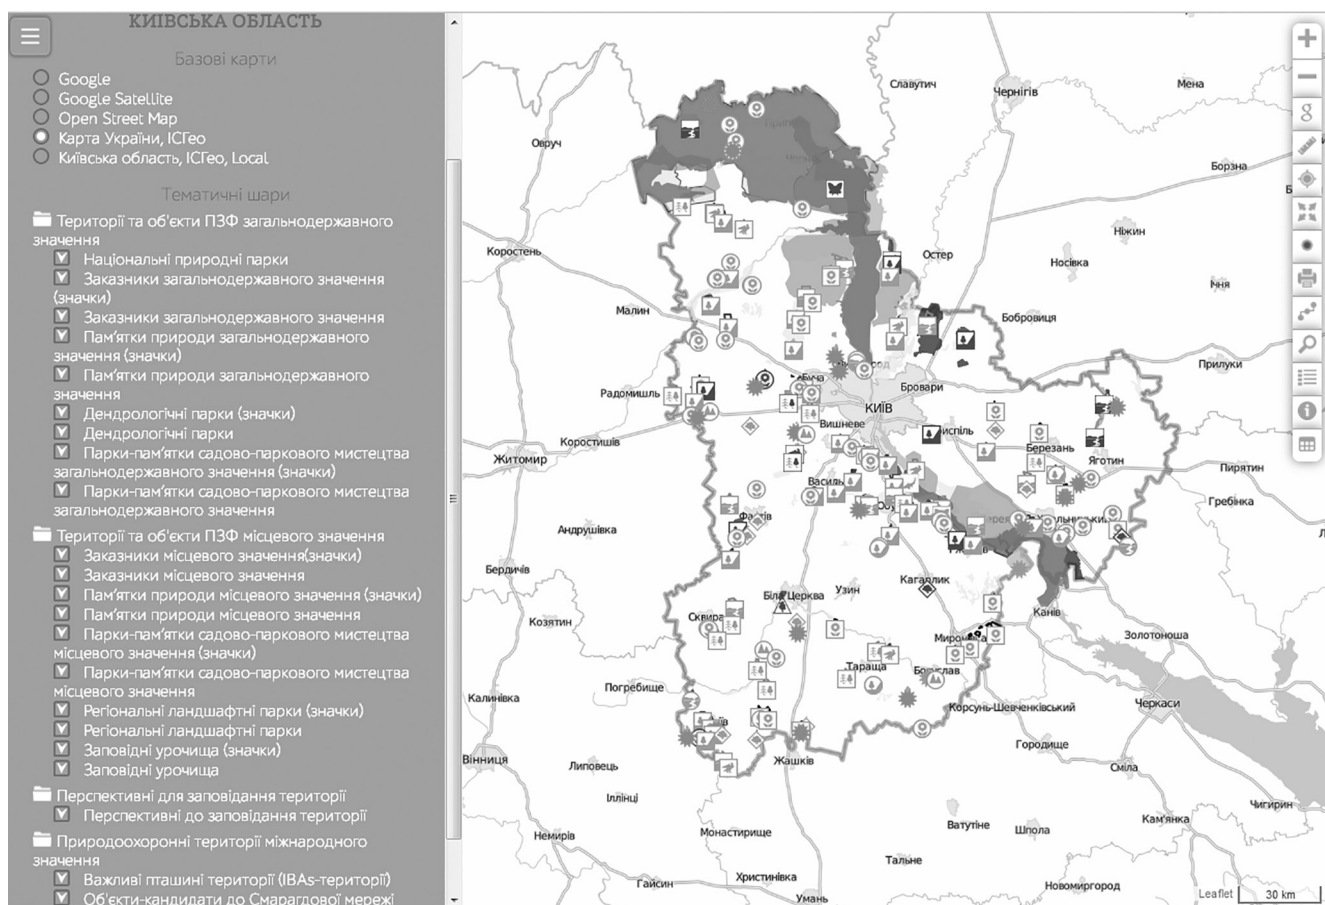 КИЇВСЬКА ОБЛАСТЬ
Базові карти
Google
Google Satellite
Open Street Map
Карта України, ІСГео
Київська область, ІСГео, Local
Тематичні шари
Території та об'єкти ПЗФ загальнодержавного
значення
Національні природні парки
Заказники загальнодержавного значення
(значки)
Заказники загальнодержавного значення
Пам'ятки природи загальнодержавного
значення (значки)
Пам'ятки природи загальнодержавного
значення
Дендрологічні парки (значки)
Дендрологічні парки
Парки-пам'ятки садово-паркового мистецтва
загальнодержавного значення (значки)
Парки-пам'ятки садово-паркового мистецтва
загальнодержавного значення
Території та об'єкти ПЗФ місцевого значення
Заказники місцевого значення(значки)
Заказники місцевого значення
Пам'ятки природи місцевого значення (значки)
Пам'ятки природи місцевого значення
Парки-пам'ятки садово-паркового мистецтва
місцевого значення (значки)
Парки-пам'ятки садово-паркового мистецтва
місцевого значення
Регіональні ландшафтні парки (значки)
Регіональні ландшафтні парки
Заповідні урочища (значки)
Заповідні урочища
Перспективні для заповідання території
Перспективні до заповідання території
Природоохоронні території міжнародного
значення
Важливі пташині території (IBAs-території)
Об'єкти-кандидати до Смарагдової мережі
Славутич
Чернігів
Мена
Овруч
Борзна
Ніжин
Коростень
Остер
Носівка
Ічня
Малин
Бобровиця
Прилуки
Радомишль
Буча
Бровари
КИЇВ
Вишневе
Коростишів
Березань
Житомир
Яготин
Пирятин
Гребінка
Андрушівка
Бердичів
Кагаллик
Узин
Біла Церква
Сквира
Козятин
Канів
Золотоноша
Тараща
Погребище
Калинівка
Корсунь-Шевченківський
Черкаси
Городище
Вінниця
Липовець
Жашків
Сміла
Іллінці
Чигирин
Кам'янка
Немирів
Монастирище
Ватутіне
Шпола
Тальне
Гайсин
Христинівка
Новомиргород
Умань
g
Leaflet
30 km